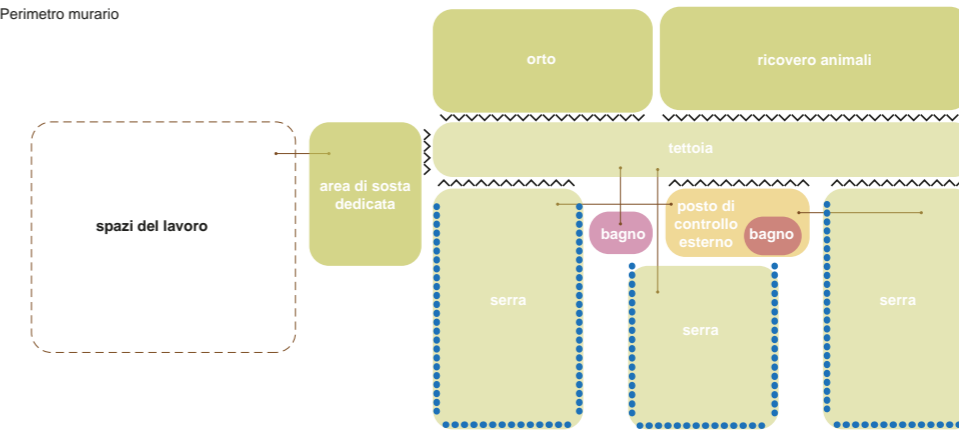 Perimetro murario
orto
ricovero animali
tettoia
area di sosta
dedicata
spazi del lavoro
posto di
controllo
esterno
bagno
bagno
serra
serra
serra